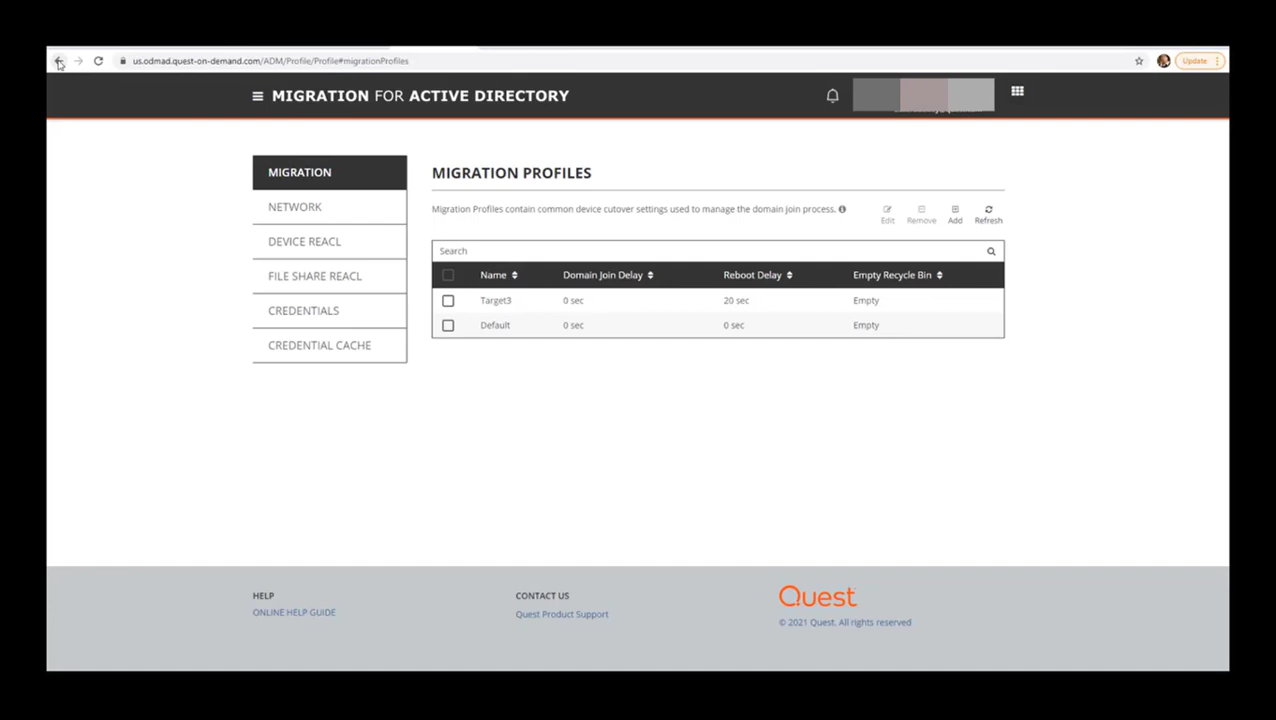 us.odmad.quest-on-demand.com/ADM/Profile/Profile#migrationProfiles
Update
MIGRATION FOR ACTIVE DIRECTORY
MIGRATION
NETWORK
DEVICE REACL
FILE SHARE REACL
CREDENTIALS
CREDENTIAL CACHE
MIGRATION PROFILES
Migration Profiles contain common device cutover settings used to manage the domain join process.
Edit Remove Add Refresh
Search
Name Domain Join Delay Reboot Delay Empty Recycle Bin
Target3 0 sec 20 sec Empty
Default 0 sec 0 sec Empty
HELP
ONLINE HELP GUIDE
CONTACT US
Quest Product Support
Quest
© 2021 Quest. All rights reserved